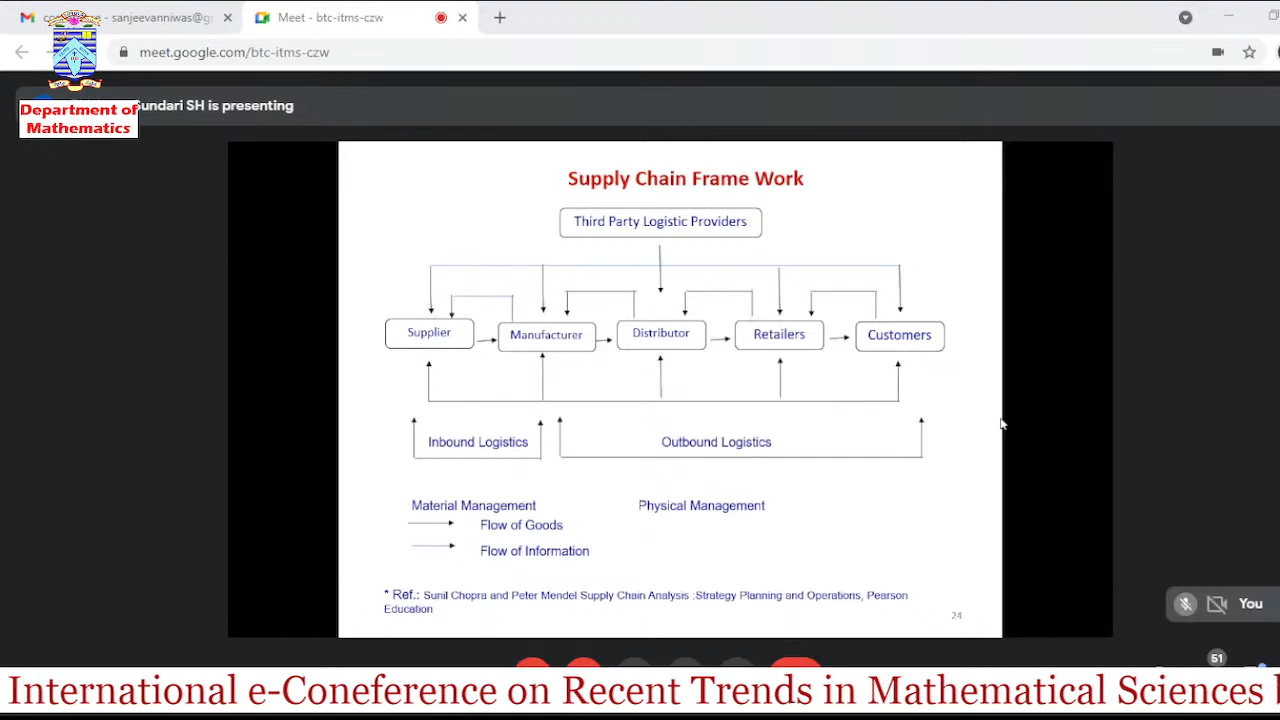 sanjeevanniwas@g
Meet - btc-itms-czw
meet.google.com/btc-itms-czw
Department of
Mathematics
undari SH is presenting
Supply Chain Frame Work
Third Party Logistic Providers
Supplier
Manufacturer
Distributor
Retailers
Customers
Inbound Logistics
Outbound Logistics
Material Management
Physical Management
Flow of Goods
Flow of Information
* Ref.: Sunil Chopra and Peter Mendel Supply Chain Analysis :Strategy Planning and Operations, Pearson
Education
24
You
51
International e-Coneference on Recent Trends in Mathematical Sciences